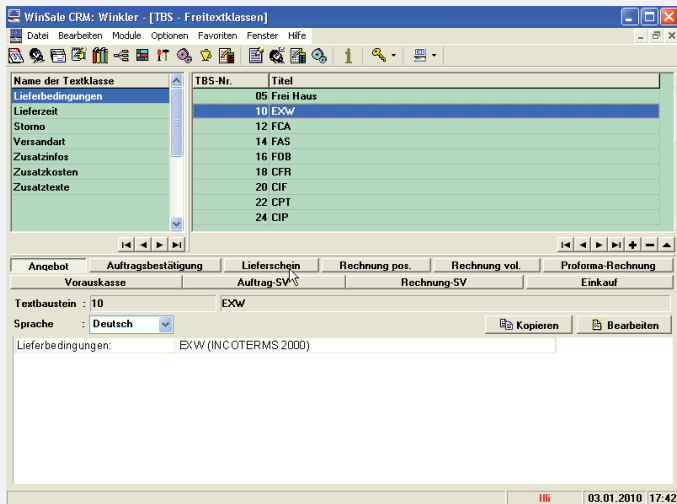 WinSale CRM: Winkler - [TBS - Freitextklassen]
Datei Bearbeiten Module Optionen Favoriten Fenster Hilfe
Name der Textklasse
Lieferbedingungen
Lieferzeit
Storno
Versandart
Zusatzinfos
Zusatzkosten
Zusatztexte
TBS-Nr. Titel
05 Frei Haus
10 EXW
12 FCA
14 FAS
16 FOB
18 CFR
20 CIF
22 CPT
24 CIP
Angebot Auftragsbestätigung Lieferschein Rechnung pos. Rechnung vol. Proforma-Rechnung
Vorauskasse Auftrag-SV Rechnung-SV Einkauf
Textbaustein : 10 EXW
Sprache : Deutsch Kopieren Bearbeiten
Lieferbedingungen: EXW (INCOTERMS 2000)
Illi 03.01.2010 17:42